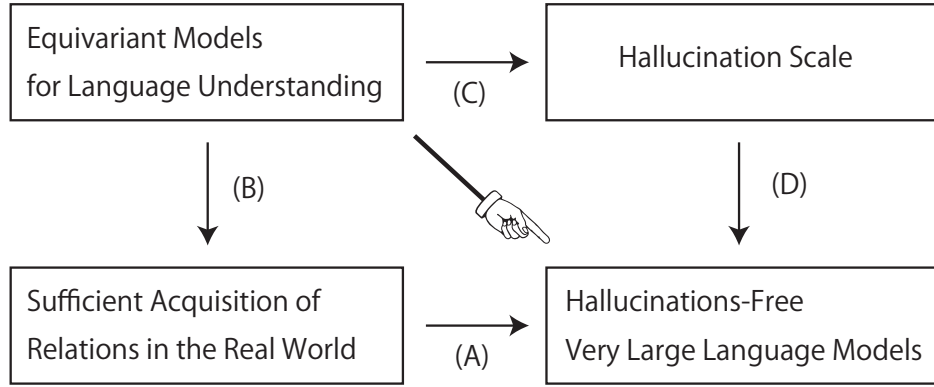 Equivariant Models
for Language Understanding
(C)
Hallucination Scale
(B)
(D)
Sufficient Acquisition of
Relations in the Real World
(A)
Hallucinations-Free
Very Large Language Models